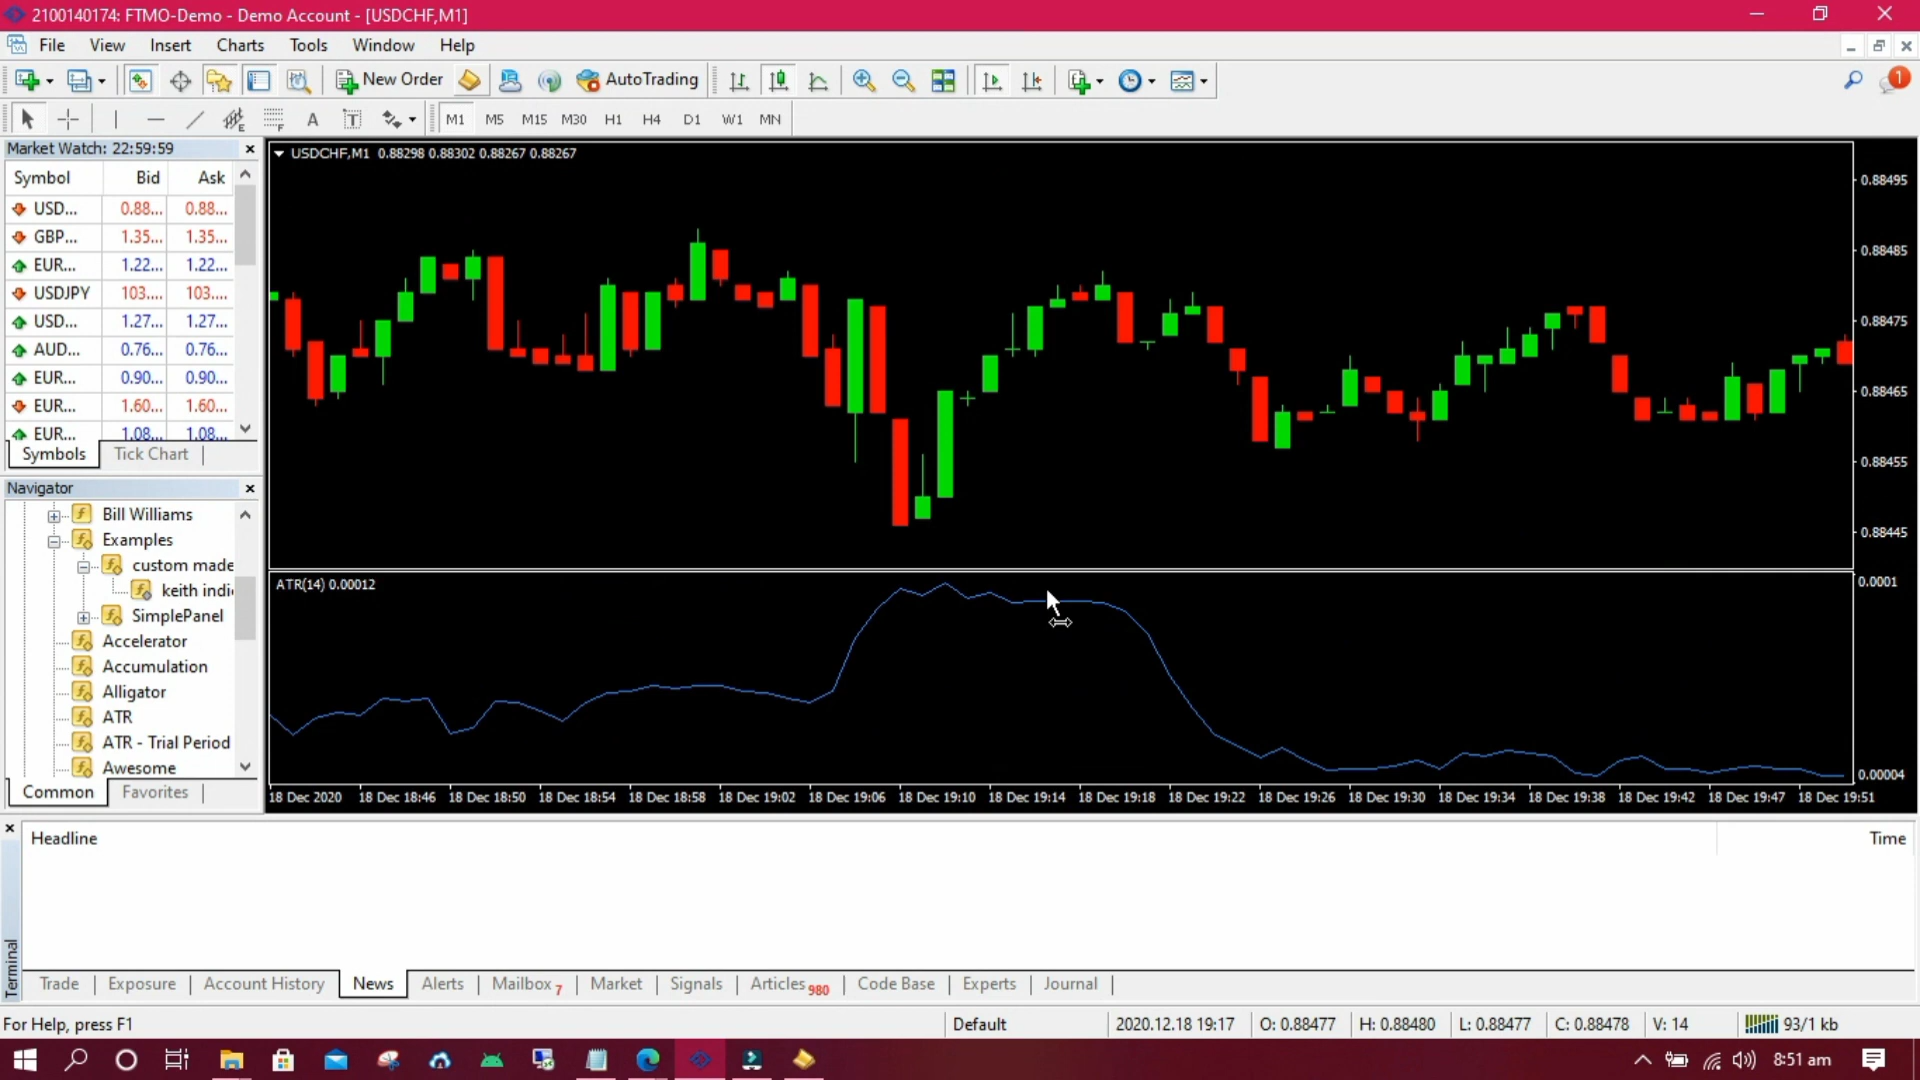 2100140174: FTMO-Demo - Demo Account - [USDCHF,M1]
File View Insert Charts Tools Window Help
New Order AutoTrading 1
A T F M1 M5 M15 M30 H1 H4 D1 W1 MN
Market Watch: 22:59:59
Symbol Bid Ask
USD... 0.88... 0.88...
GBP... 1.35... 1.35...
EUR... 1.22... 1.22...
USDJPY 103.... 103....
USD... 1.27... 1.27...
AUD... 0.76... 0.76...
EUR... 0.90... 0.90...
EUR... 1.60... 1.60...
EUR... 1.08... 1.08...
Symbols Tick Chart
Navigator
Bill Williams
Examples
custom made
keith indi
SimplePanel
Accelerator
Accumulation
Alligator
ATR
ATR - Trial Period
Awesome
Common Favorites
USDCHF,M1 0.88298 0.88302 0.88267 0.88267
0.88495
0.88485
0.88475
0.88465
0.88455
0.88445
ATR(14) 0.00012
0.0001
0.00004
18 Dec 2020 18 Dec 18:46 18 Dec 18:50 18 Dec 18:54 18 Dec 18:58 18 Dec 19:02 18 Dec 19:06 18 Dec 19:10 18 Dec 19:14 18 Dec 19:18 18 Dec 19:22 18 Dec 19:26 18 Dec 19:30 18 Dec 19:34 18 Dec 19:38 18 Dec 19:42 18 Dec 19:47 18 Dec 19:51
Headline Time
Terminal
Trade Exposure Account History News Alerts Mailbox 7 Market Signals Articles 980 Code Base Experts Journal
For Help, press F1 Default 2020.12.18 19:17 O: 0.88477 H: 0.88480 L: 0.88477 C: 0.88478 V: 14 93/1 kb
8:51 am